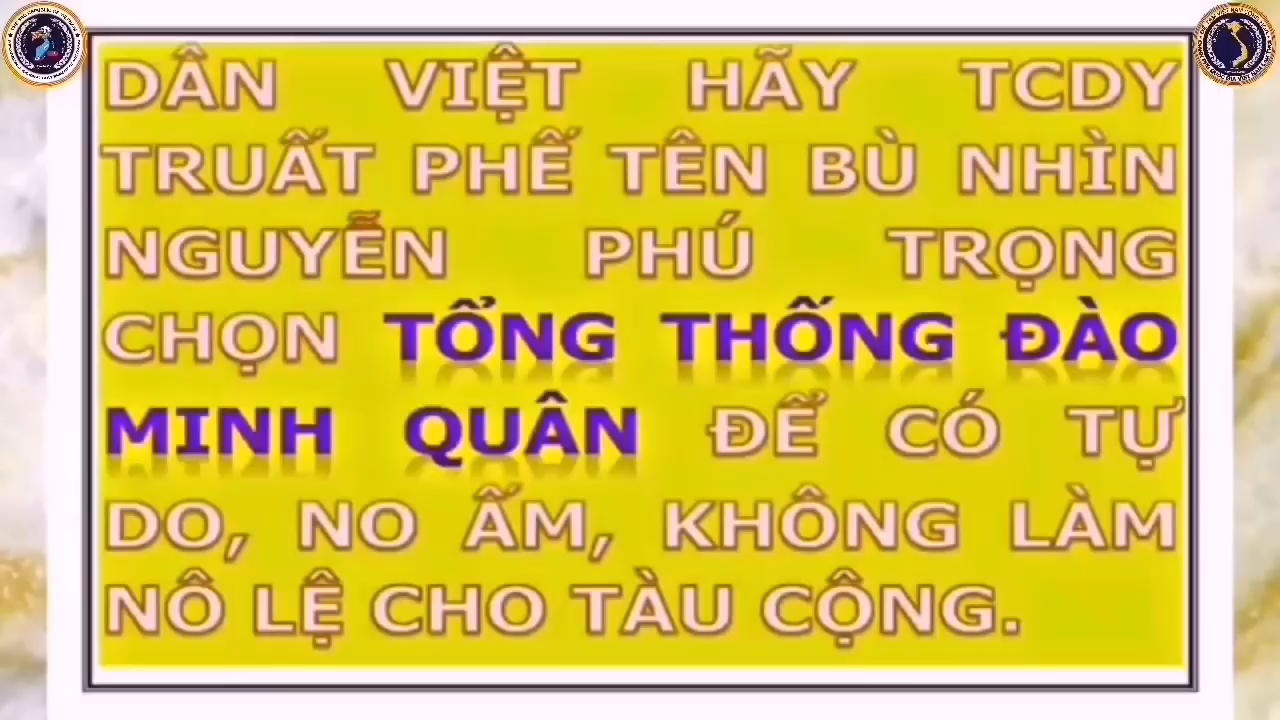 DÂN VIỆT HÃY TCDY
TRUẤT PHẾ TÊN BÙ NHÌN
NGUYỄN PHÚ TRỌNG
CHỌN TỔNG THỐNG ĐÀO
MINH QUÂN ĐỂ CÓ TỰ
DO, NO ẤM, KHÔNG LÀM
NÔ LỆ CHO TÀU CỘNG.